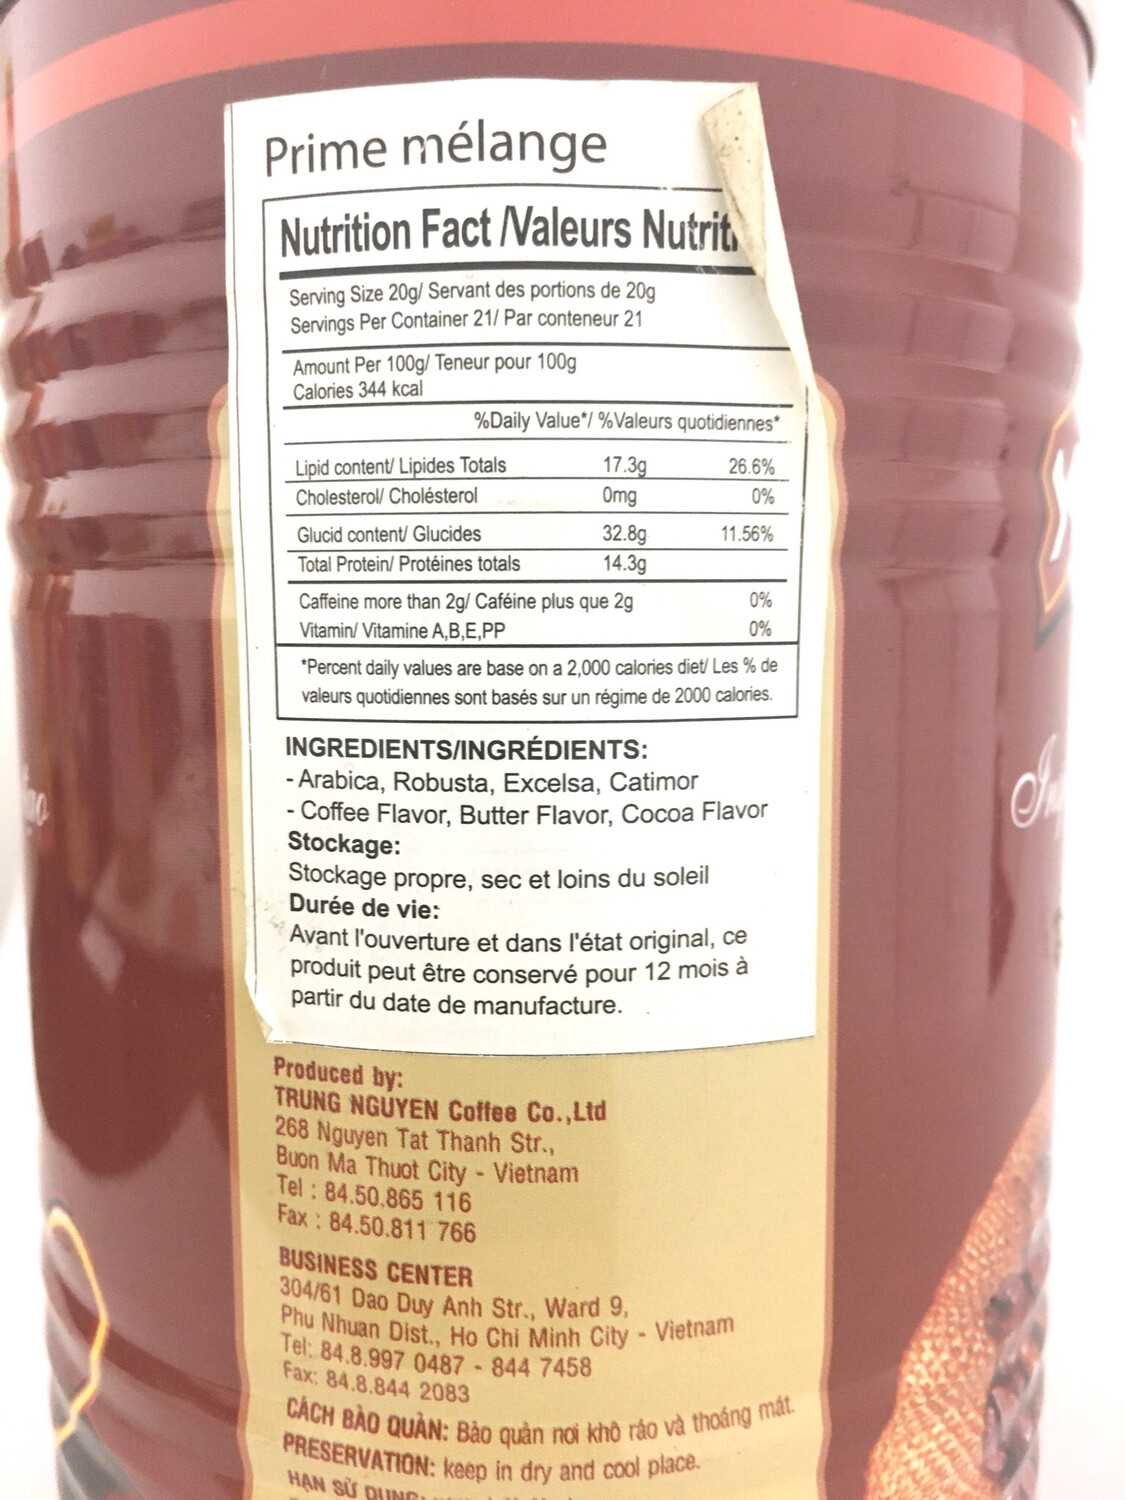 Prime mélange
Nutrition Fact /Valeurs
Serving Size 20g/ Servant des portions de 20g
Servings Per Container 21/ Par conteneur 21
Amount Per 100g/ Teneur pour 100g
Calories 344 kcal
%Daily Value*/ %Valeurs quotidiennes*
Lipid content/ Lipides Totals 17.3g 26.6%
Cholesterol/ Choléstérol 0mg 0%
Glucid content/ Glucides 32.8g 11.56%
Total Protein/ Protéines totals 14.3g
Caffeine more than 2g/ Caféine plus que 2g 0%
Vitamin/ Vitamine A,B,E,PP 0%
*Percent daily values are base on a 2,000 calories diet/ Les % de
valeurs quotidiennes sont basés sur un régime de 2000 calories.
INGREDIENTS/INGRÉDIENTS:
- Arabica, Robusta, Excelsa, Catimor
- Coffee Flavor, Butter Flavor, Cocoa Flavor
Stockage:
Stockage propre, sec et loins du soleil
Durée de vie:
Avant l'ouverture et dans l'état original, ce
produit peut être conservé pour 12 mois à
partir du date de manufacture.
Produced by:
TRUNG NGUYEN Coffee Co.,Ltd
268 Nguyen Tat Thanh Str.,
Buon Ma Thuot City - Vietnam
Tel : 84.50.865 116
Fax : 84.50.811 766
BUSINESS CENTER
304/61 Dao Duy Anh Str., Ward 9,
Phu Nhuan Dist., Ho Chi Minh City - Vietnam
Tel: 84.8.997 0487 - 844 7458
Fax: 84.8.844 2083
CÁCH BẢO QUẢN: Bảo quản nơi khô ráo và thoáng mát.
PRESERVATION: keep in dry and cool place.
HẠN SỬ DỤNG: